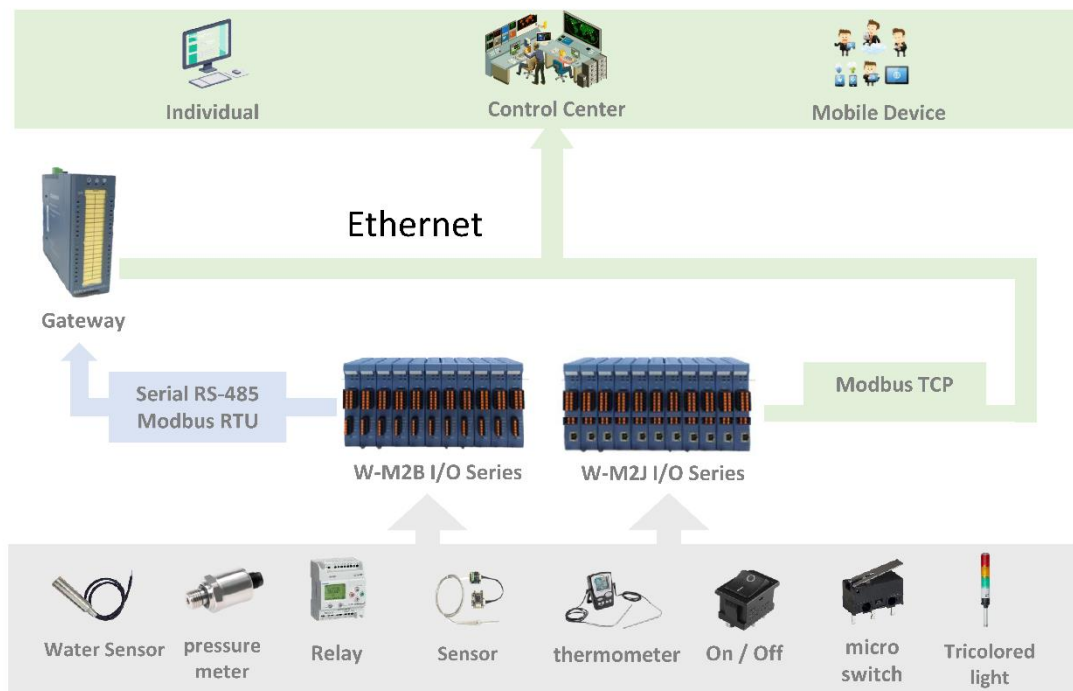 Individual
Control Center
Mobile Device
Ethernet
Gateway
Serial RS-485
Modbus RTU
Modbus TCP
W-M2B I/O Series
W-M2J I/O Series
Water Sensor
pressure
meter
Relay
Sensor
thermometer
On / Off
micro
switch
Tricolored
light